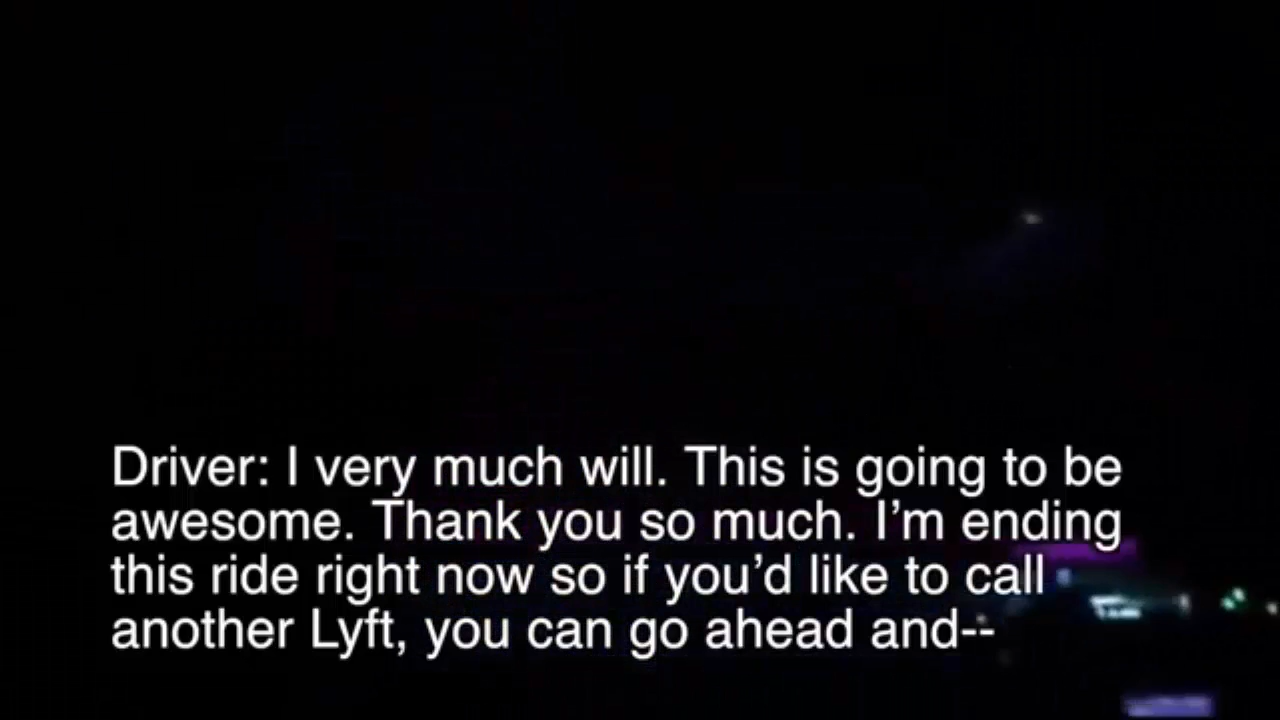 Driver: I very much will. This is going to be
awesome. Thank you so much. I’m ending
this ride right now so if you’d like to call
another Lyft, you can go ahead and--